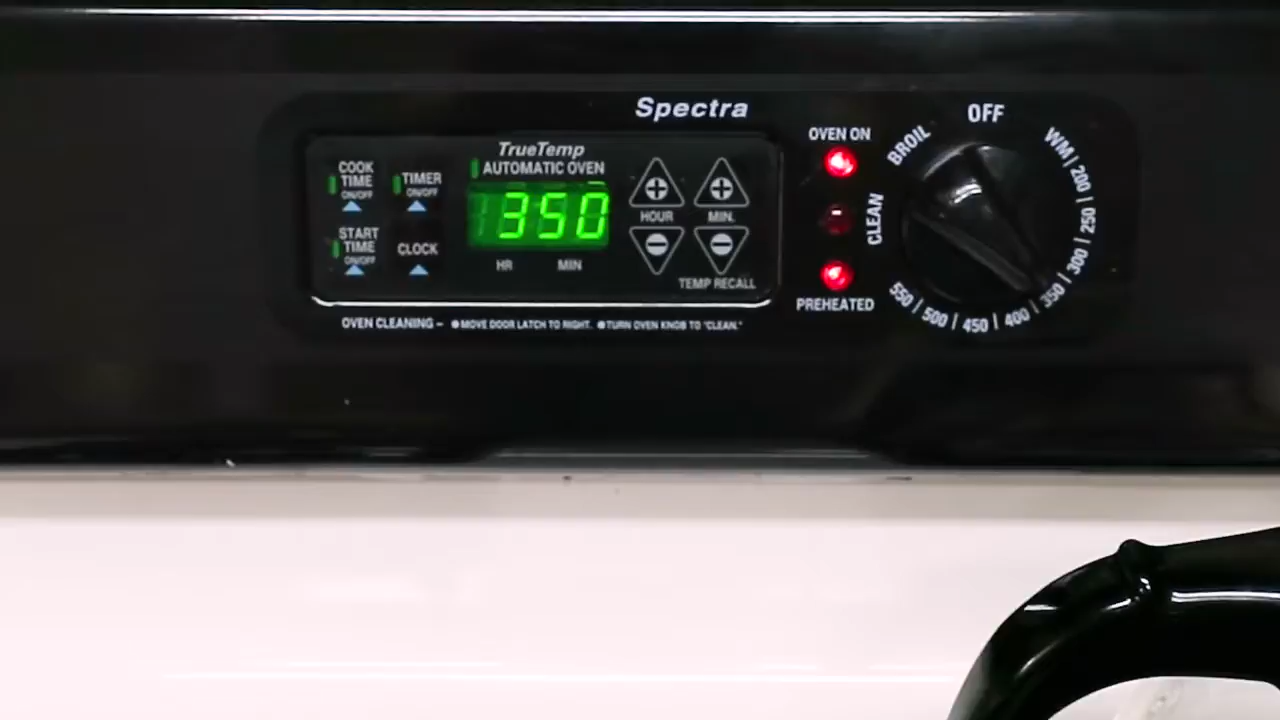 Spectra
TrueTemp
AUTOMATIC OVEN
COOK
TIME
ON/OFF
TIMER
ON/OFF
350
HOUR
MIN.
START
TIME
ON/OFF
CLOCK
HR
MIN
TEMP RECALL
OVEN CLEANING – ●MOVE DOOR LATCH TO RIGHT. ●TURN OVEN KNOB TO "CLEAN."
OVEN ON
PREHEATED
OFF
BROIL
CLEAN
WM|200 | 250 | 300 | 350 | 400 | 450 | 500 | 550